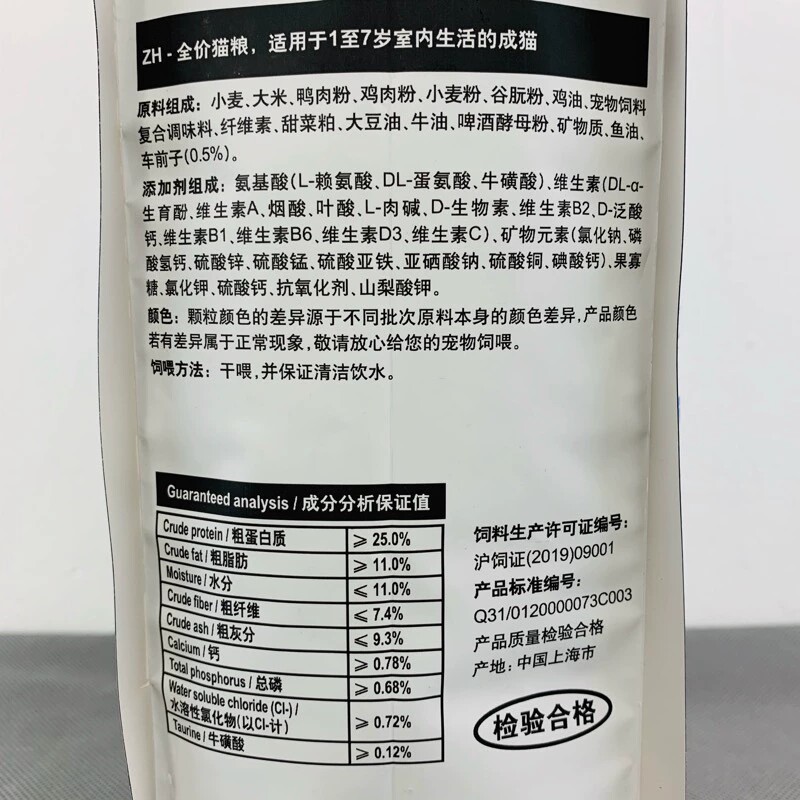 ZH - 全价猫粮，适用于1至7岁室内生活的成猫
原料组成：小麦、大米、鸭肉粉、鸡肉粉、小麦粉、谷朊粉、鸡油、宠物饲料
复合调味料、纤维素、甜菜粕、大豆油、牛油、啤酒酵母粉、矿物质、鱼油、
车前子(0.5%)。
添加剂组成：氨基酸(L-赖氨酸、DL-蛋氨酸、牛磺酸)、维生素(DL-α-
生育酚、维生素A、烟酸、叶酸、L-肉碱、D-生物素、维生素B2、D-泛酸
钙、维生素B1、维生素B6、维生素D3、维生素C)、矿物元素(氯化钠、磷
酸氢钙、硫酸锌、硫酸锰、硫酸亚铁、亚硒酸钠、硫酸铜、碘酸钙)、果寡
糖、氯化钾、硫酸钙、抗氧化剂、山梨酸钾。
颜色：颗粒颜色的差异源于不同批次原料本身的颜色差异，产品颜色
若有差异属于正常现象，敬请放心给您的宠物饲喂。
饲喂方法：干喂，并保证清洁饮水。
Guaranteed analysis / 成分分析保证值
Crude protein / 粗蛋白质 ⩾ 25.0%
Crude fat / 粗脂肪 ⩾ 11.0%
Moisture / 水分 ⩽ 11.0%
Crude fiber / 粗纤维 ⩽ 7.4%
Crude ash / 粗灰分 ⩽ 9.3%
Calcium / 钙 ⩾ 0.78%
Total phosphorus / 总磷 ⩾ 0.68%
Water soluble chloride (Cl-) /
水溶性氯化物(以Cl-计) ⩾ 0.72%
Taurine / 牛磺酸 ⩾ 0.12%
饲料生产许可证编号：
沪饲证(2019)09001
产品标准编号：
Q31/0120000073C003
产品质量检验合格
产地：中国上海市
检验合格